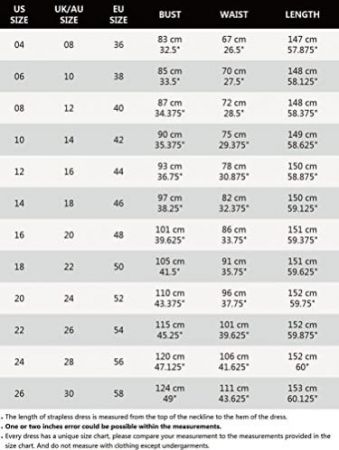 US SIZE UK/AU SIZE EU SIZE BUST WAIST LENGTH
04 08 36 83 cm 32.5" 67 cm 26.5" 147 cm 57.875"
06 10 38 85 cm 33.5" 70 cm 27.5" 148 cm 58.125"
08 12 40 87 cm 34.375" 72 cm 28.5" 148 cm 58.375"
10 14 42 90 cm 35.375" 75 cm 29.375" 149 cm 58.625"
12 16 44 93 cm 36.75" 78 cm 30.875" 150 cm 58.875"
14 18 46 97 cm 38.25" 82 cm 32.375" 150 cm 59.125"
16 20 48 101 cm 39.625" 86 cm 33.75" 151 cm 59.375"
18 22 50 105 cm 41.5" 91 cm 35.75" 151 cm 59.625"
20 24 52 110 cm 43.375" 96 cm 37.75" 152 cm 59.75"
22 26 54 115 cm 45.25" 101 cm 39.625" 152 cm 59.875"
24 28 56 120 cm 47.125" 106 cm 41.625" 152 cm 60"
26 30 58 124 cm 49" 111 cm 43.625" 153 cm 60.125"
• The length of strapless dress is measured from the top of the neckline to the hem of the dress.
• One or two inches error could be possible within the measurements.
• Every dress has a unique size chart, please compare your measurement to the measurements provided in the
size chart. And do not measure with clothing except undergarments.